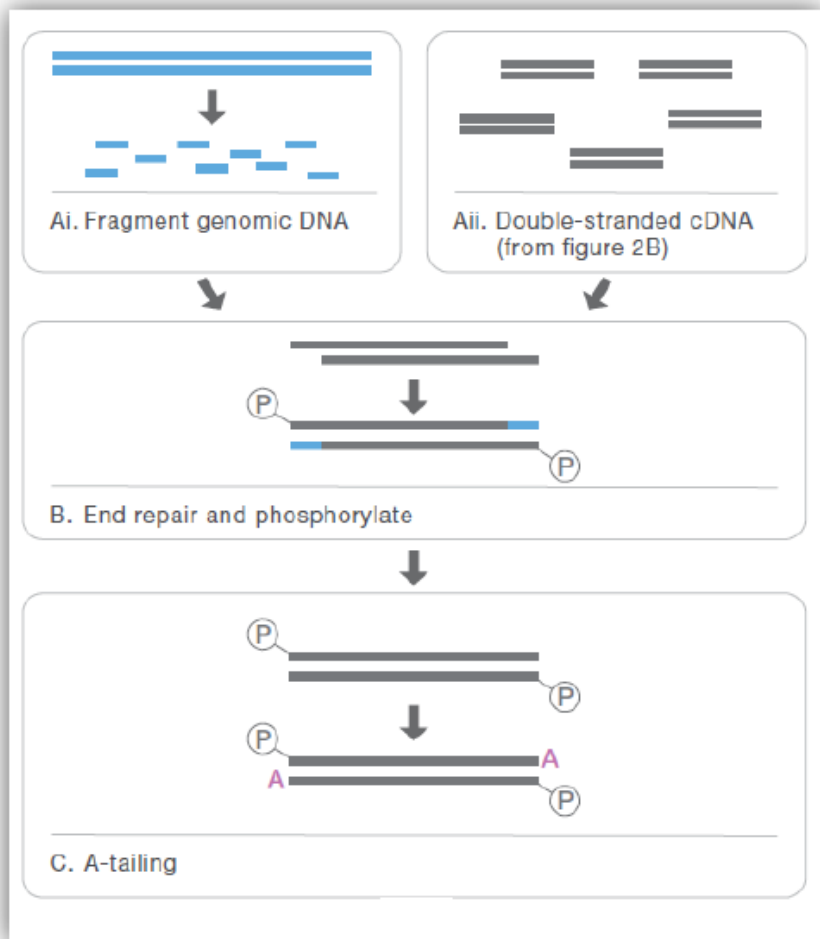 Ai. Fragment genomic DNA
Aii. Double-stranded cDNA
(from figure 2B)
P
P
B. End repair and phosphorylate
P
P
P
A
A
P
C. A-tailing